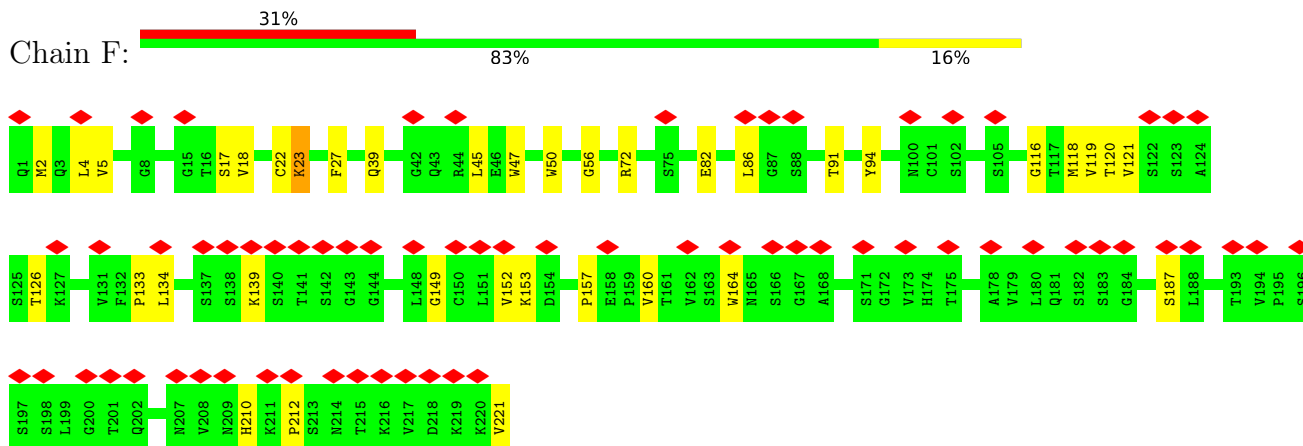 31%
Chain F:
83% 16%
Q1 M2 Q3 L4 V5 G8 G15 T16 S17 V18 C22 K23 F27 Q39 G42 Q43 R44 L45 E46 W47 W50 G56 R72 S75 E82 L86 G87 S88 T91 Y94 N100 C101 S102 S105 G116 T117 M118 V119 T120 V121 S122 S123 A124
S125 T126 K127 V131 F132 P133 L134 S137 S138 K139 S140 T141 S142 G143 G144 L148 G149 C150 L151 V152 K153 D154 P157 E158 P159 V160 T161 V162 S163 W164 N165 S166 G167 A168 S171 G172 V173 H174 T175 A178 V179 L180 Q181 S182 S183 G184 S187 L188 T193 V194 P195 S196
S197 S198 L199 G200 T201 Q202 N207 V208 N209 H210 K211 P212 S213 N214 T215 K216 V217 D218 K219 K220 V221